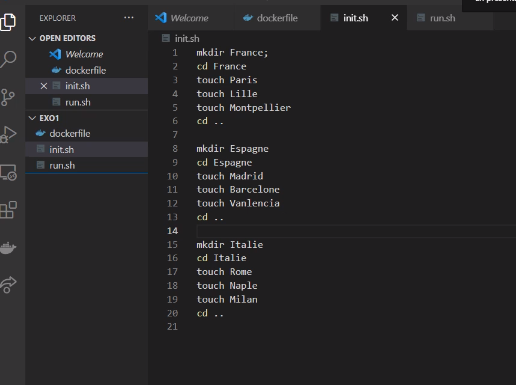 EXPLORER
OPEN EDITORS
Welcome
dockerfile
init.sh
run.sh
EXO1
dockerfile
init.sh
run.sh
Welcome
dockerfile
init.sh
run.sh
init.sh
1 mkdir France;
2 cd France
3 touch Paris
4 touch Lille
5 touch Montpellier
6 cd ..
7
8 mkdir Espagne
9 cd Espagne
10 touch Madrid
11 touch Barcelone
12 touch Vanlencia
13 cd ..
14
15 mkdir Italie
16 cd Italie
17 touch Rome
18 touch Naple
19 touch Milan
20 cd ..
21